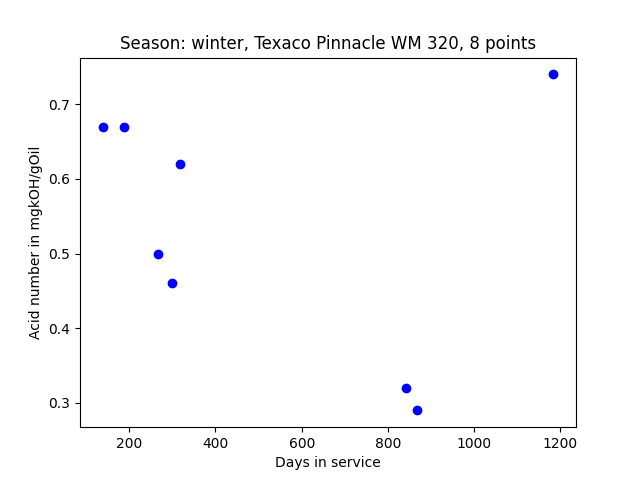 Season: winter, Texaco Pinnacle WM 320, 8 points
Acid number in mgkOH/gOil
0.7
0.6
0.5
0.4
0.3
200 400 600 800 1000 1200
Days in service